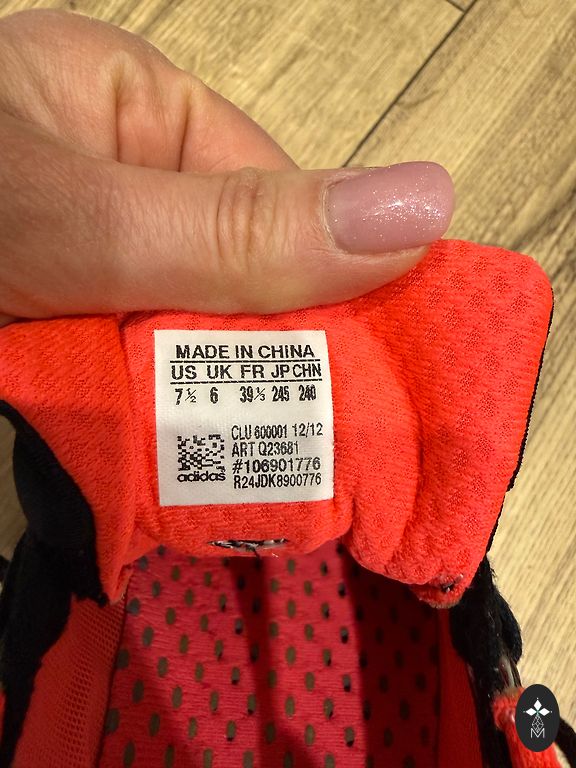 MADE IN CHINA
US UK FR JP CHN
7½ 6 39⅓ 245 240
CLU 600001 12/12
ART Q23681
#106901776
adidas
R24JDK8900776
M